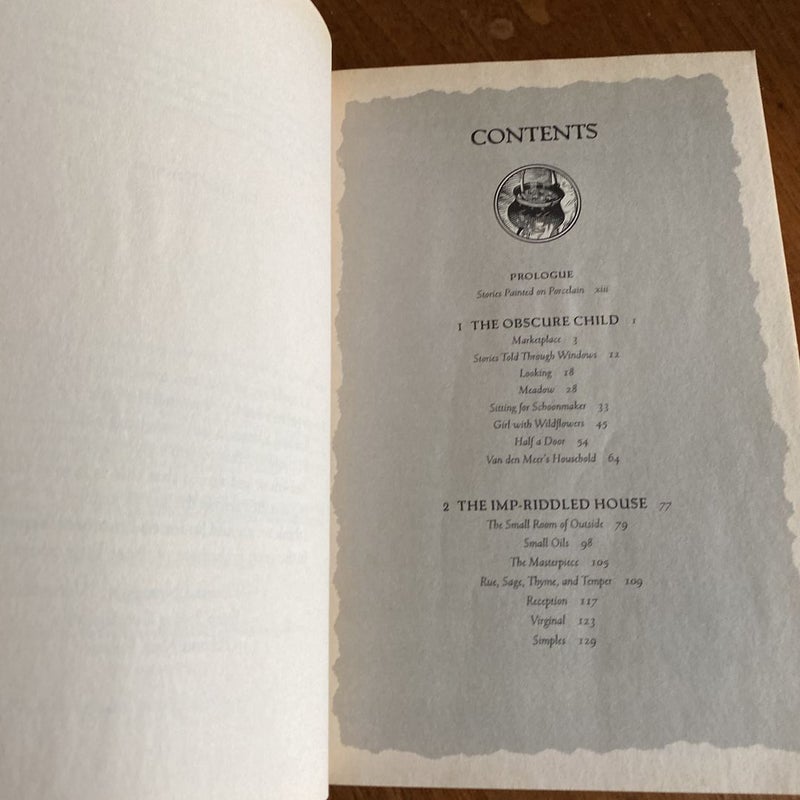 CONTENTS
PROLOGUE
Stories Painted on Porcelain xiii
1 THE OBSCURE CHILD 1
Marketplace 3
Stories Told Through Windows 12
Looking 18
Meadow 28
Sitting for Schoonmaker 33
Girl with Wildflowers 45
Half a Door 54
Van den Meer's Household 64
2 THE IMP-RIDDLED HOUSE 77
The Small Room of Outside 79
Small Oils 98
The Masterpiece 105
Rue, Sage, Thyme, and Temper 109
Reception 117
Virginal 123
Simples 129